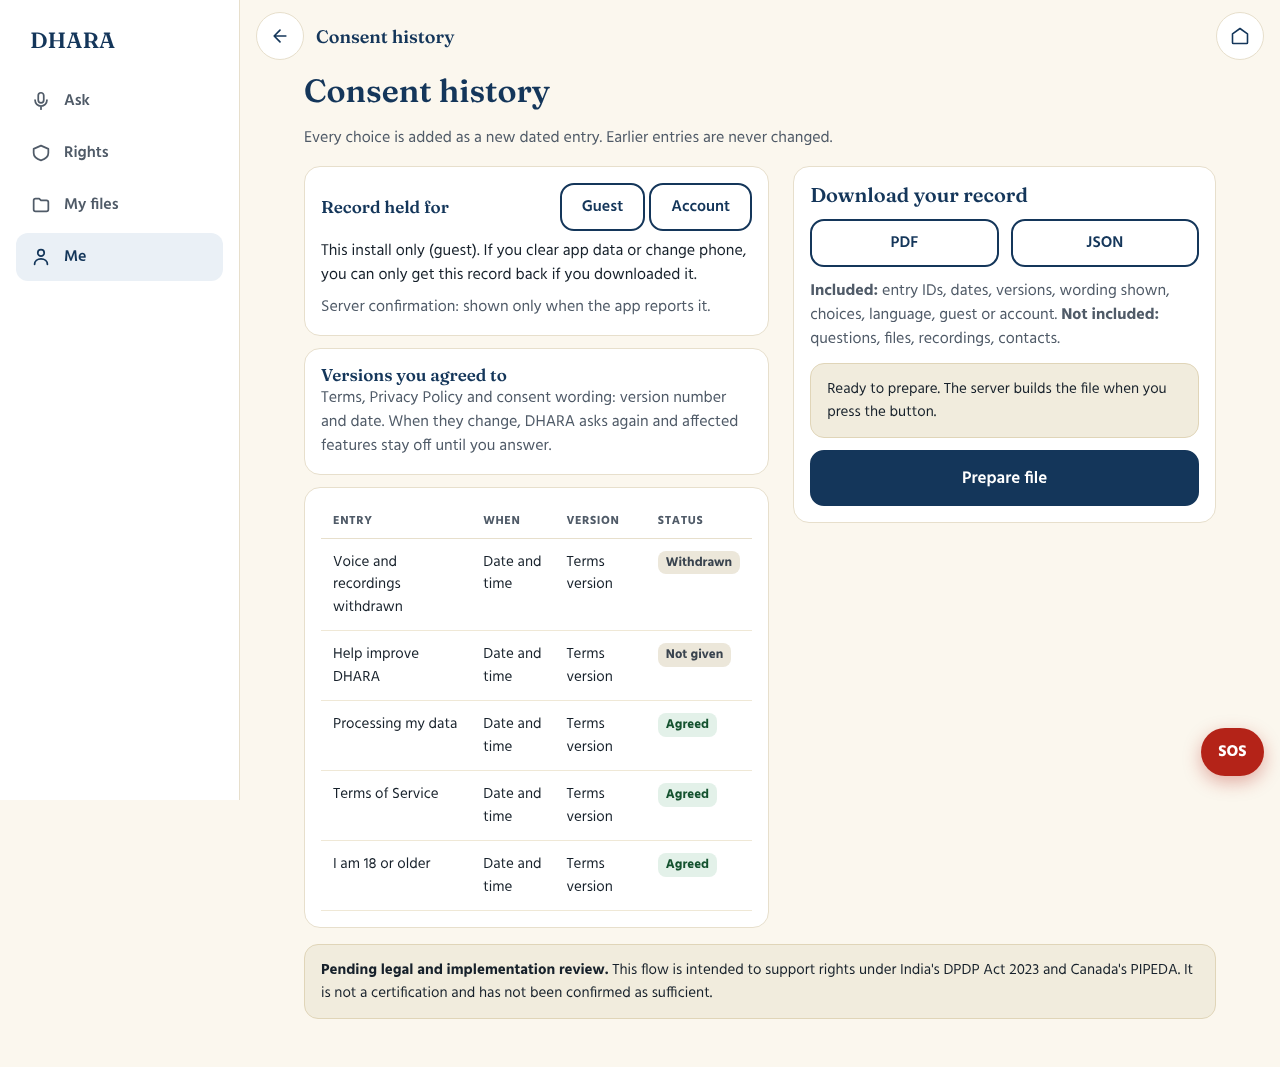 DHARA
Ask
Rights
My files
Me
Consent history
Consent history
Every choice is added as a new dated entry. Earlier entries are never changed.
Record held for
Guest
Account
This install only (guest). If you clear app data or change phone,
you can only get this record back if you downloaded it.
Server confirmation: shown only when the app reports it.
Versions you agreed to
Terms, Privacy Policy and consent wording: version number
and date. When they change, DHARA asks again and affected
features stay off until you answer.
ENTRY WHEN VERSION STATUS
Voice and Date and Terms Withdrawn
recordings time version
withdrawn
Help improve Date and Terms Not given
DHARA time version
Processing my data Date and Terms Agreed
time version
Terms of Service Date and Terms Agreed
time version
I am 18 or older Date and Terms Agreed
time version
Download your record
PDF
JSON
Included: entry IDs, dates, versions, wording shown,
choices, language, guest or account. Not included:
questions, files, recordings, contacts.
Ready to prepare. The server builds the file when you
press the button.
Prepare file
SOS
Pending legal and implementation review. This flow is intended to support rights under India's DPDP Act 2023 and Canada's PIPEDA. It
is not a certification and has not been confirmed as sufficient.